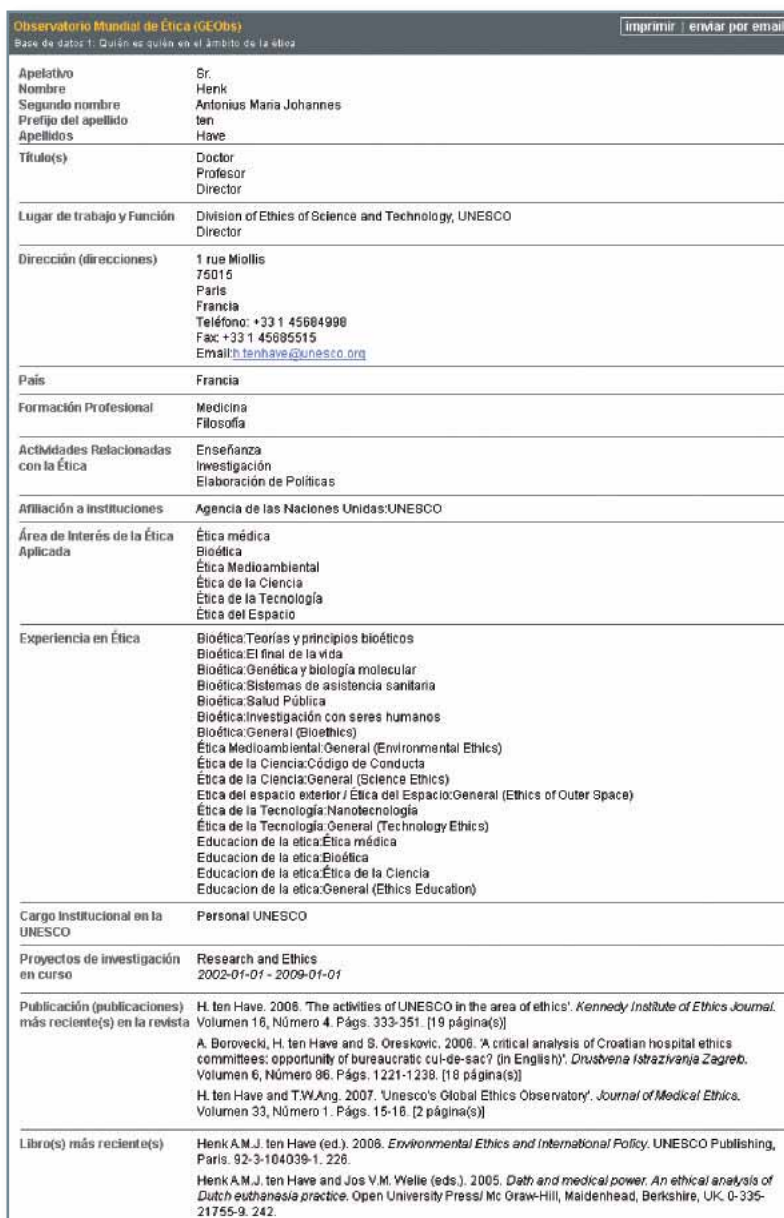 Observatorio Mundial de Ética (GEObs)
imprimir | enviar por email
Base de datos 1: Quién es quién en el ámbito de la ética
Apelativo Sr.
Nombre Henk
Segundo nombre Antonius Maria Johannes
Prefijo del apellido ten
Apellidos Have
Título(s) Doctor
Profesor
Director
Lugar de trabajo y Función Division of Ethics of Science and Technology, UNESCO
Director
Dirección (direcciones) 1 rue Miollis
75015
Paris
Francia
Teléfono: +33 1 45684998
Fax: +33 1 45685515
Email:h.tenhave@unesco.org
País Francia
Formación Profesional Medicina
Filosofía
Actividades Relacionadas Enseñanza
con la Ética Investigación
Elaboración de Políticas
Afiliación a instituciones Agencia de las Naciones Unidas:UNESCO
Área de Interés de la Ética Ética médica
Aplicada Bioética
Ética Medioambiental
Ética de la Ciencia
Ética de la Tecnología
Ética del Espacio
Experiencia en Ética Bioética:Teorías y principios bioéticos
Bioética:El final de la vida
Bioética:Genética y biología molecular
Bioética:Sistemas de asistencia sanitaria
Bioética:Salud Pública
Bioética:Investigación con seres humanos
Bioética:General (Bioethics)
Ética Medioambiental:General (Environmental Ethics)
Ética de la Ciencia:Código de Conducta
Ética de la Ciencia:General (Science Ethics)
Etica del espacio exterior / Ética del Espacio:General (Ethics of Outer Space)
Ética de la Tecnología:Nanotecnología
Ética de la Tecnología:General (Technology Ethics)
Educacion de la etica:Ética médica
Educacion de la etica:Bioética
Educacion de la etica:Ética de la Ciencia
Educacion de la etica:General (Ethics Education)
Cargo Institucional en la Personal UNESCO
UNESCO
Proyectos de investigación Research and Ethics
en curso 2002-01-01 - 2009-01-01
Publicación (publicaciones) H. ten Have. 2006. 'The activities of UNESCO in the area of ethics'. Kennedy Institute of Ethics Journal.
más reciente(s) en la revista Volumen 16, Número 4. Págs. 333-351. [19 página(s)]
A. Borovecki, H. ten Have and S. Oreskovic. 2006. 'A critical analysis of Croatian hospital ethics
committees: opportunity of bureaucratic cul-de-sac? (in English)'. Drustvena Istrazivanja Zagreb.
Volumen 6, Número 86. Págs. 1221-1238. [18 página(s)]
H. ten Have and T.W.Ang. 2007. 'Unesco's Global Ethics Observatory'. Journal of Medical Ethics.
Volumen 33, Número 1. Págs. 15-16. [2 página(s)]
Libro(s) más reciente(s) Henk A.M.J. ten Have (ed.). 2006. Environmental Ethics and International Policy. UNESCO Publishing,
Paris. 92-3-104039-1. 226.
Henk A.M.J. ten Have and Jos V.M. Welie (eds.). 2005. Dath and medical power. An ethical analysis of
Dutch euthanasia practice. Open University Press/ Mc Graw-Hill, Maidenhead, Berkshire, UK. 0-335-
21755-9. 242.